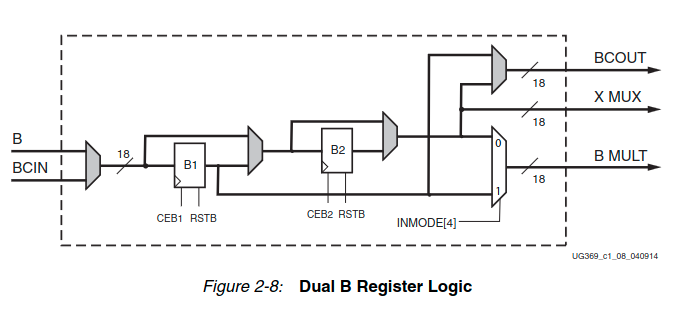 BCOUT
18
X MUX
18
B
BCIN
18
B1
B2
0
B MULT
18
1
CEB1 RSTB
CEB2 RSTB
INMODE[4]
UG369_c1_08_040914
Figure 2-8: Dual B Register Logic